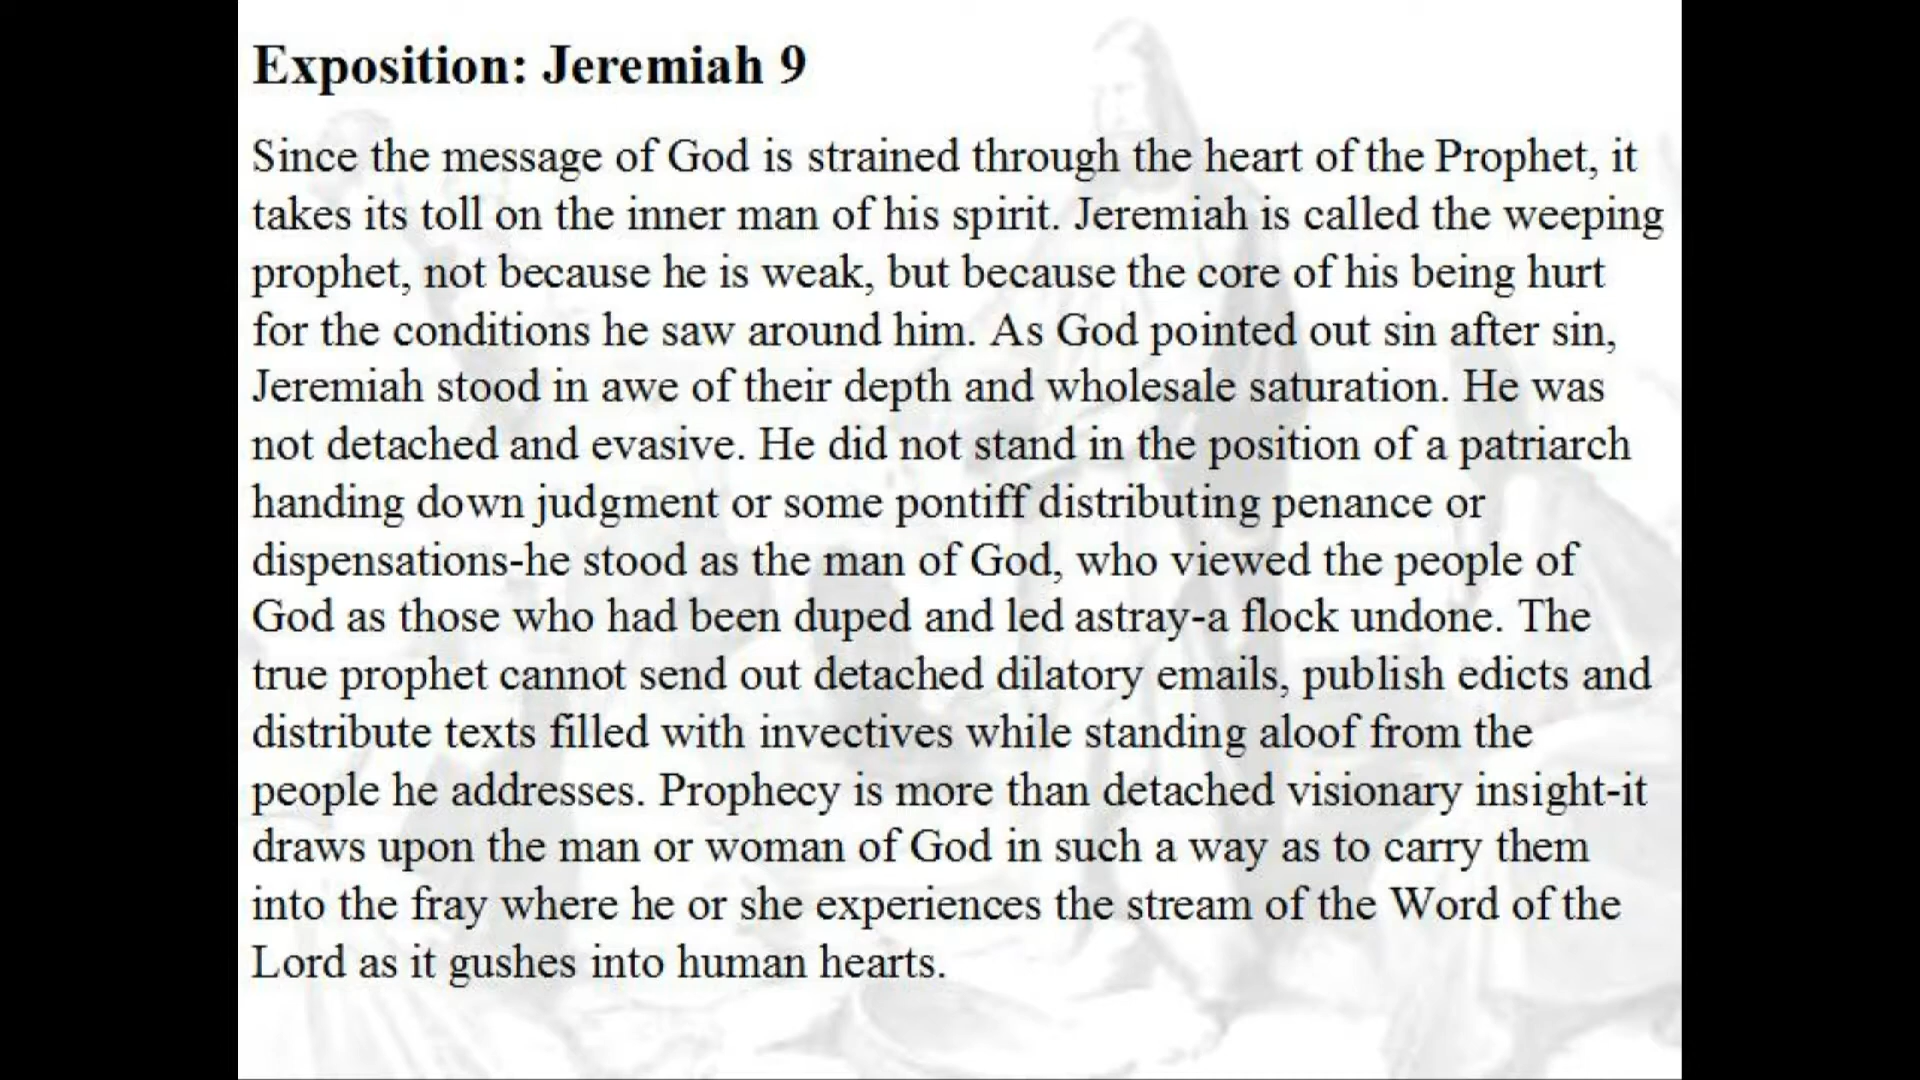 Exposition: Jeremiah 9
Since the message of God is strained through the heart of the Prophet, it
takes its toll on the inner man of his spirit. Jeremiah is called the weeping
prophet, not because he is weak, but because the core of his being hurt
for the conditions he saw around him. As God pointed out sin after sin,
Jeremiah stood in awe of their depth and wholesale saturation. He was
not detached and evasive. He did not stand in the position of a patriarch
handing down judgment or some pontiff distributing penance or
dispensations-he stood as the man of God, who viewed the people of
God as those who had been duped and led astray-a flock undone. The
true prophet cannot send out detached dilatory emails, publish edicts and
distribute texts filled with invectives while standing aloof from the
people he addresses. Prophecy is more than detached visionary insight-it
draws upon the man or woman of God in such a way as to carry them
into the fray where he or she experiences the stream of the Word of the
Lord as it gushes into human hearts.